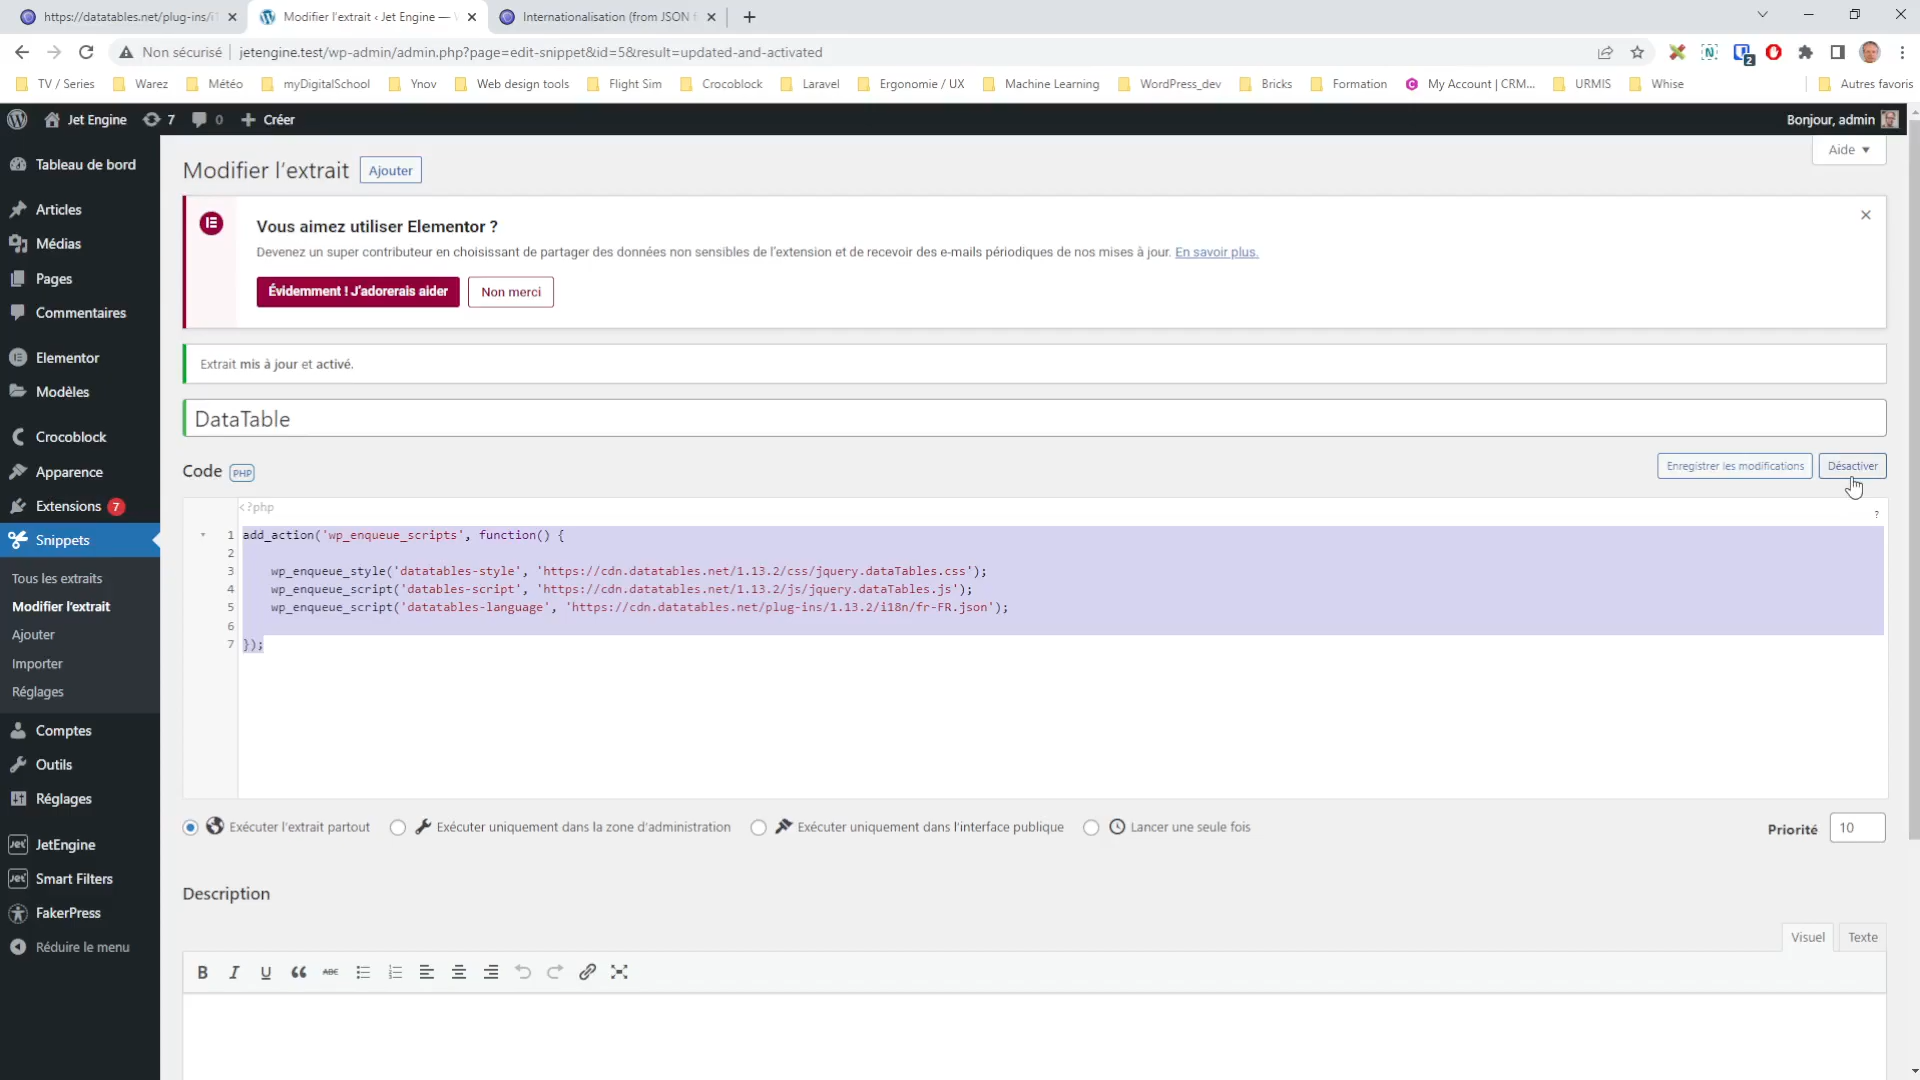 https://datatables.net/plug-ins/i1
Modifier l'extrait ‹ Jet Engine —
Internationalisation (from JSON f
Non sécurisé
jetengine.test/wp-admin/admin.php?page=edit-snippet&id=5&result=updated-and-activated
2
TV / Series
Warez
Météo
myDigitalSchool
Ynov
Web design tools
Flight Sim
Crocoblock
Laravel
Ergonomie / UX
Machine Learning
WordPress_dev
Bricks
Formation
My Account | CRM...
URMIS
Whise
Autres favoris
Jet Engine
7
0
Créer
Bonjour, admin
Tableau de bord
Articles
Médias
Pages
Commentaires
Elementor
Modèles
Crocoblock
Apparence
Extensions 7
Snippets
Tous les extraits
Modifier l'extrait
Ajouter
Importer
Réglages
Comptes
Outils
Réglages
JetEngine
Smart Filters
FakerPress
Réduire le menu
Aide
Modifier l'extrait
Ajouter
Vous aimez utiliser Elementor ?
Devenez un super contributeur en choisissant de partager des données non sensibles de l'extension et de recevoir des e-mails périodiques de nos mises à jour. En savoir plus.
Évidemment ! J'adorerais aider
Non merci
Extrait mis à jour et activé.
DataTable
Code PHP
Enregistrer les modifications
Désactiver
<?php
?
1 add_action('wp_enqueue_scripts', function() {
2
3 wp_enqueue_style('datatables-style', 'https://cdn.datatables.net/1.13.2/css/jquery.dataTables.css');
4 wp_enqueue_script('datables-script', 'https://cdn.datatables.net/1.13.2/js/jquery.dataTables.js');
5 wp_enqueue_script('datatables-language', 'https://cdn.datatables.net/plug-ins/1.13.2/i18n/fr-FR.json');
6
7 });
Exécuter l'extrait partout
Exécuter uniquement dans la zone d'administration
Exécuter uniquement dans l'interface publique
Lancer une seule fois
Priorité 10
Description
Visuel
Texte
B I U ABC